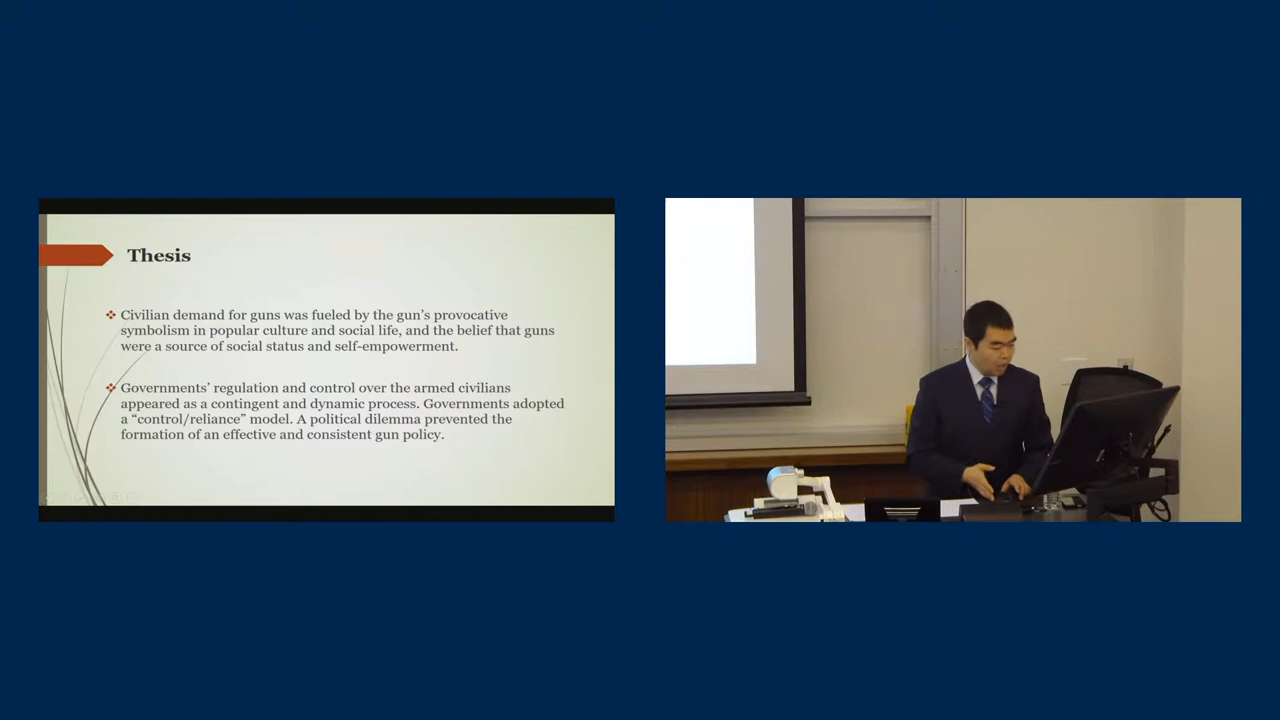 Thesis
Civilian demand for guns was fueled by the gun's provocative
symbolism in popular culture and social life, and the belief that guns
were a source of social status and self-empowerment.
Governments' regulation and control over the armed civilians
appeared as a contingent and dynamic process. Governments adopted
a “control/reliance” model. A political dilemma prevented the
formation of an effective and consistent gun policy.